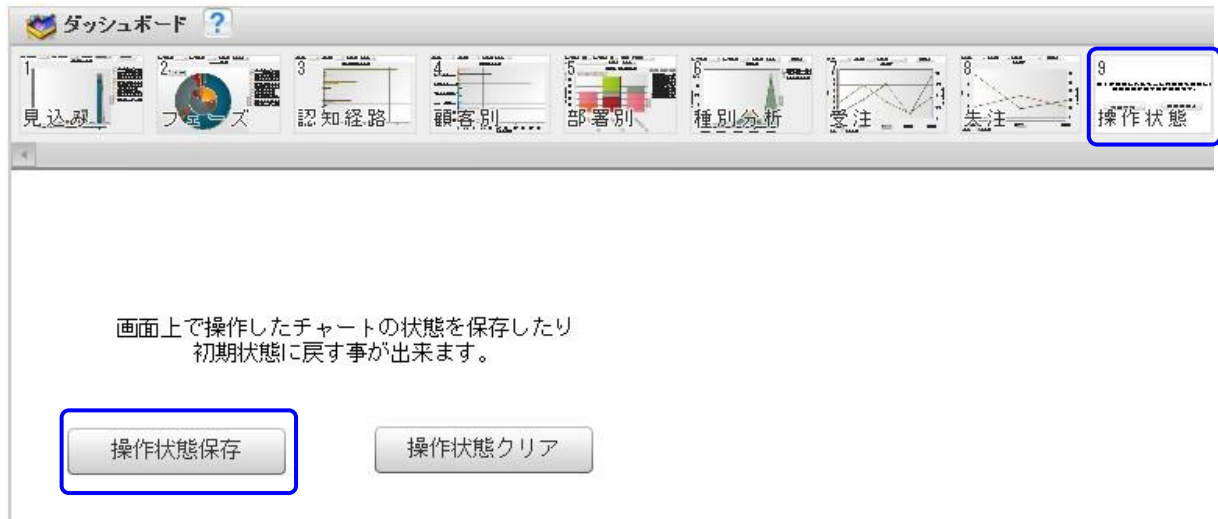 ダッシュボード ?
1 見込み
2 フェーズ
3 認知経路
4 顧客別
5 部署別
6 種別分析
7 受注
8 失注
9 操作状態
画面上で操作したチャートの状態を保存したり
初期状態に戻す事が出来ます。
操作状態保存 操作状態クリア